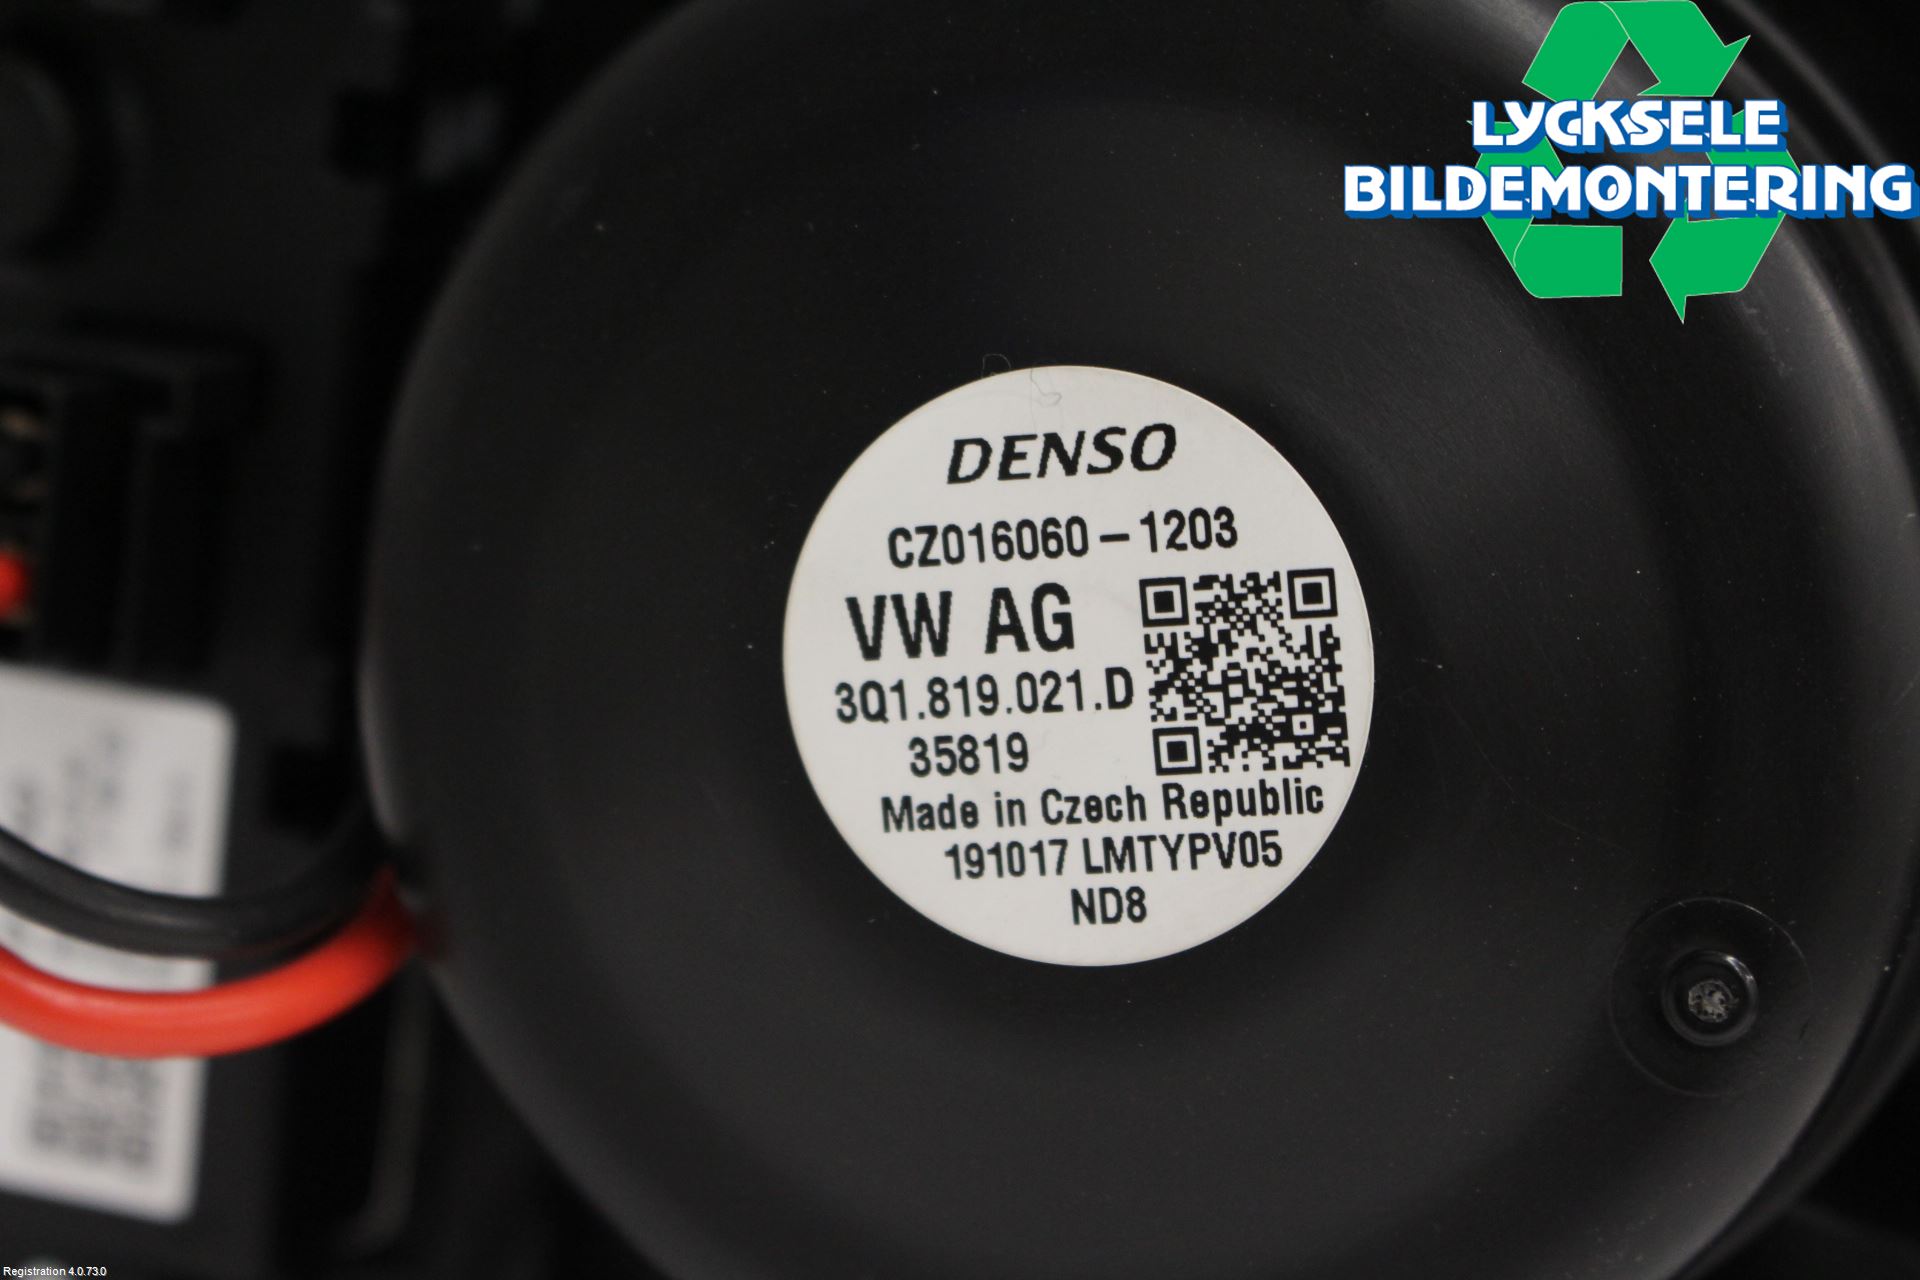 LYCKSELE
BILDEMONTERING
DENSO
CZ016060-1203
VW AG
3Q1.819.021.D
35819
Made in Czech Republic
191017 LMTYPV05
ND8
Registration 4.0.73.0